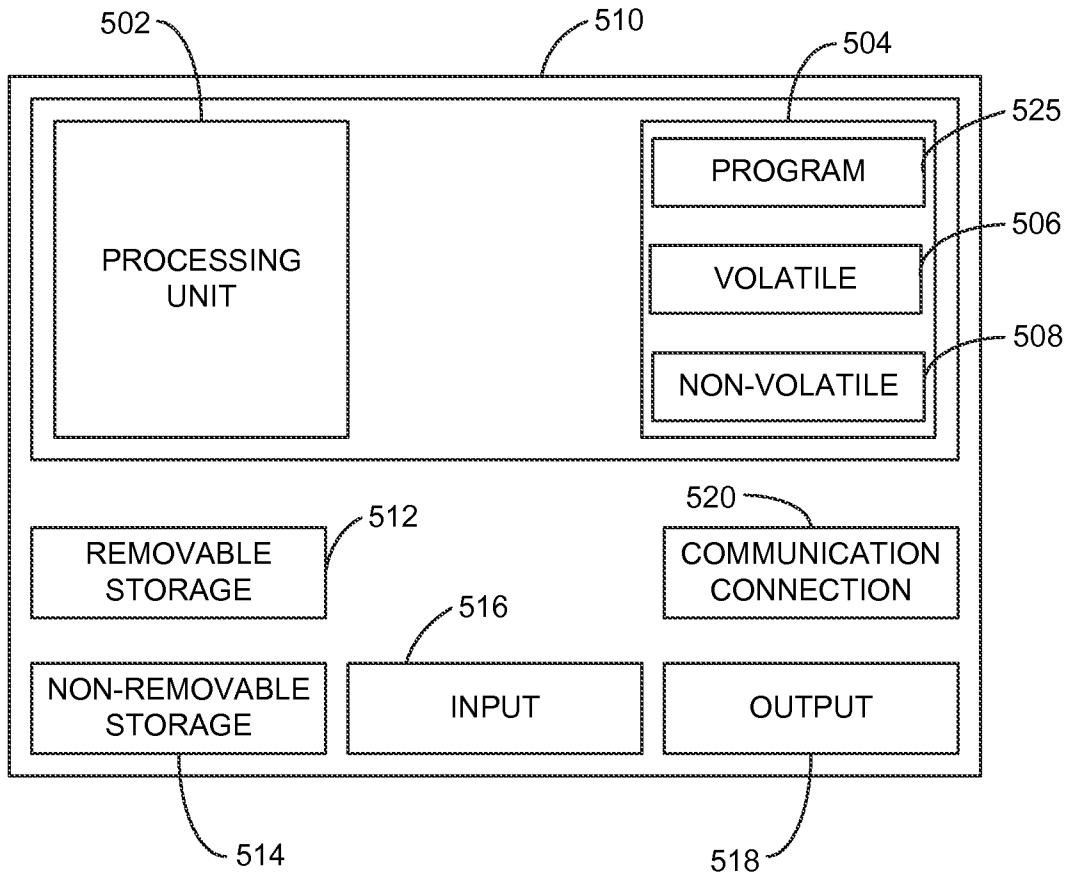 502
510
504
525
PROGRAM
506
PROCESSING
UNIT
VOLATILE
508
NON-VOLATILE
512
520
REMOVABLE
STORAGE
COMMUNICATION
CONNECTION
516
NON-REMOVABLE
STORAGE
INPUT
OUTPUT
514
518